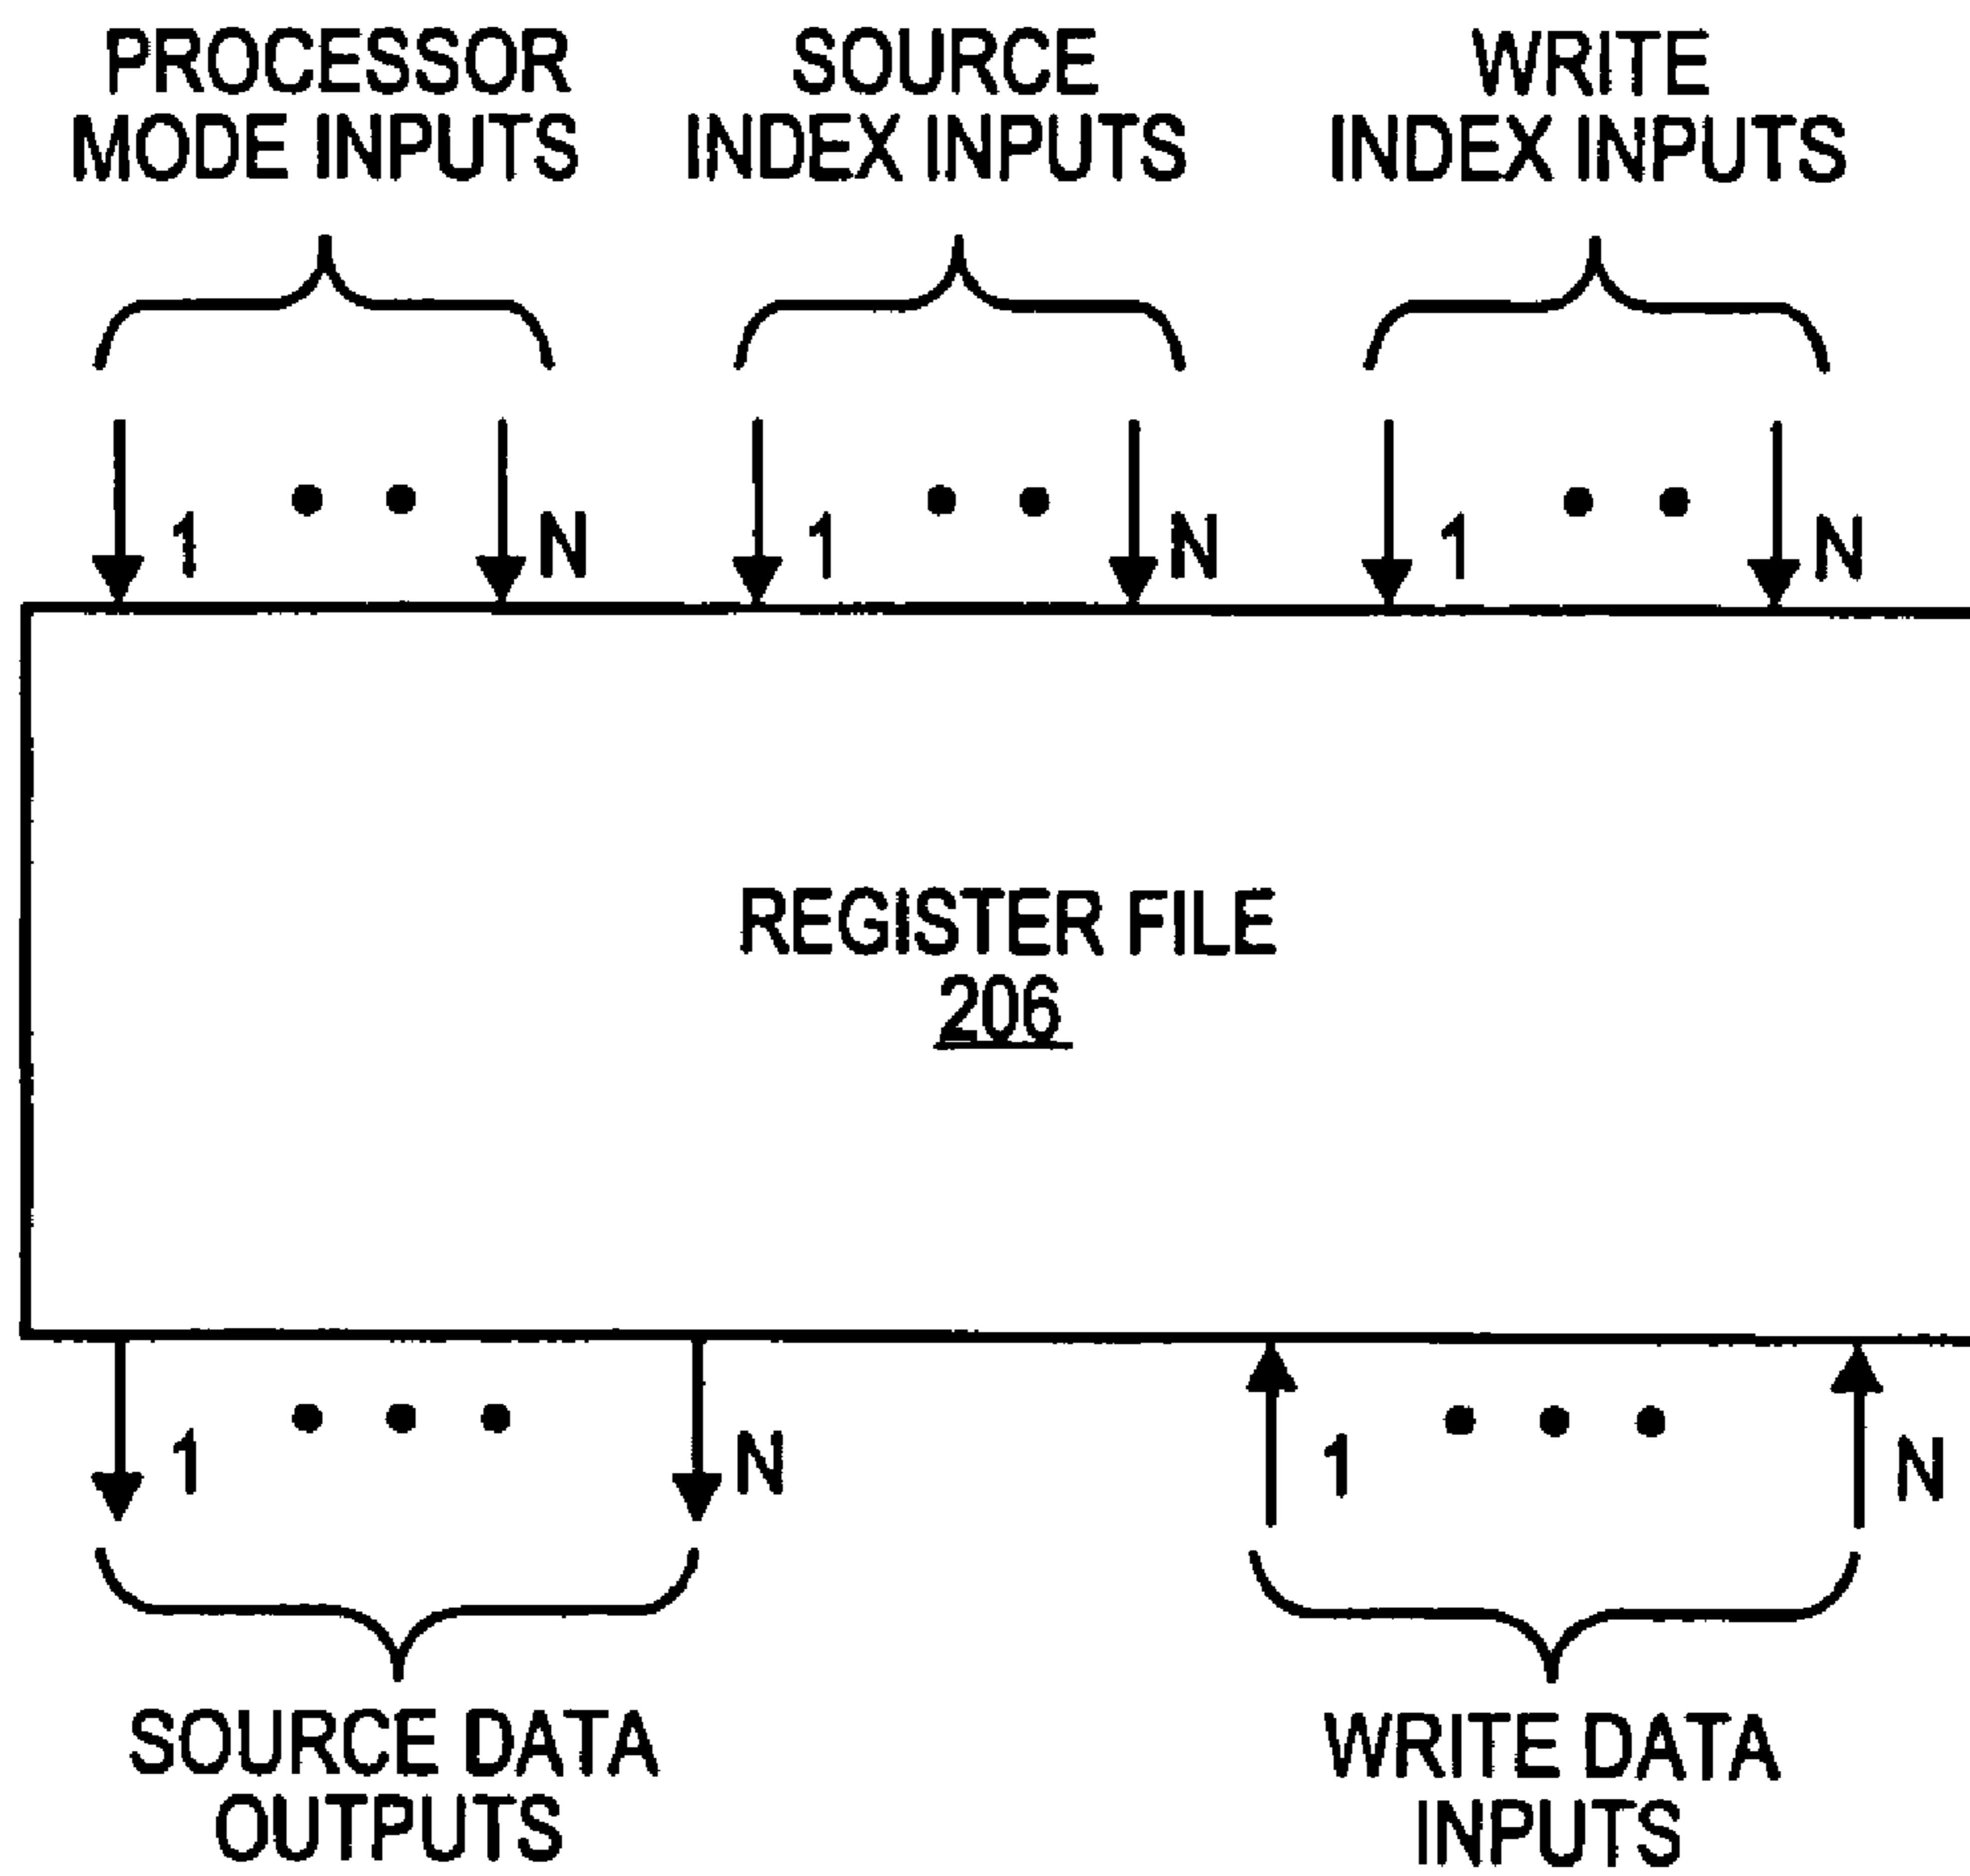 PROCESSOR
MODE INPUTS
SOURCE
INDEX INPUTS
WRITE
INDEX INPUTS
1
N
1
N
1
N
REGISTER FILE
206
1
N
1
N
SOURCE DATA
OUTPUTS
WRITE DATA
INPUTS